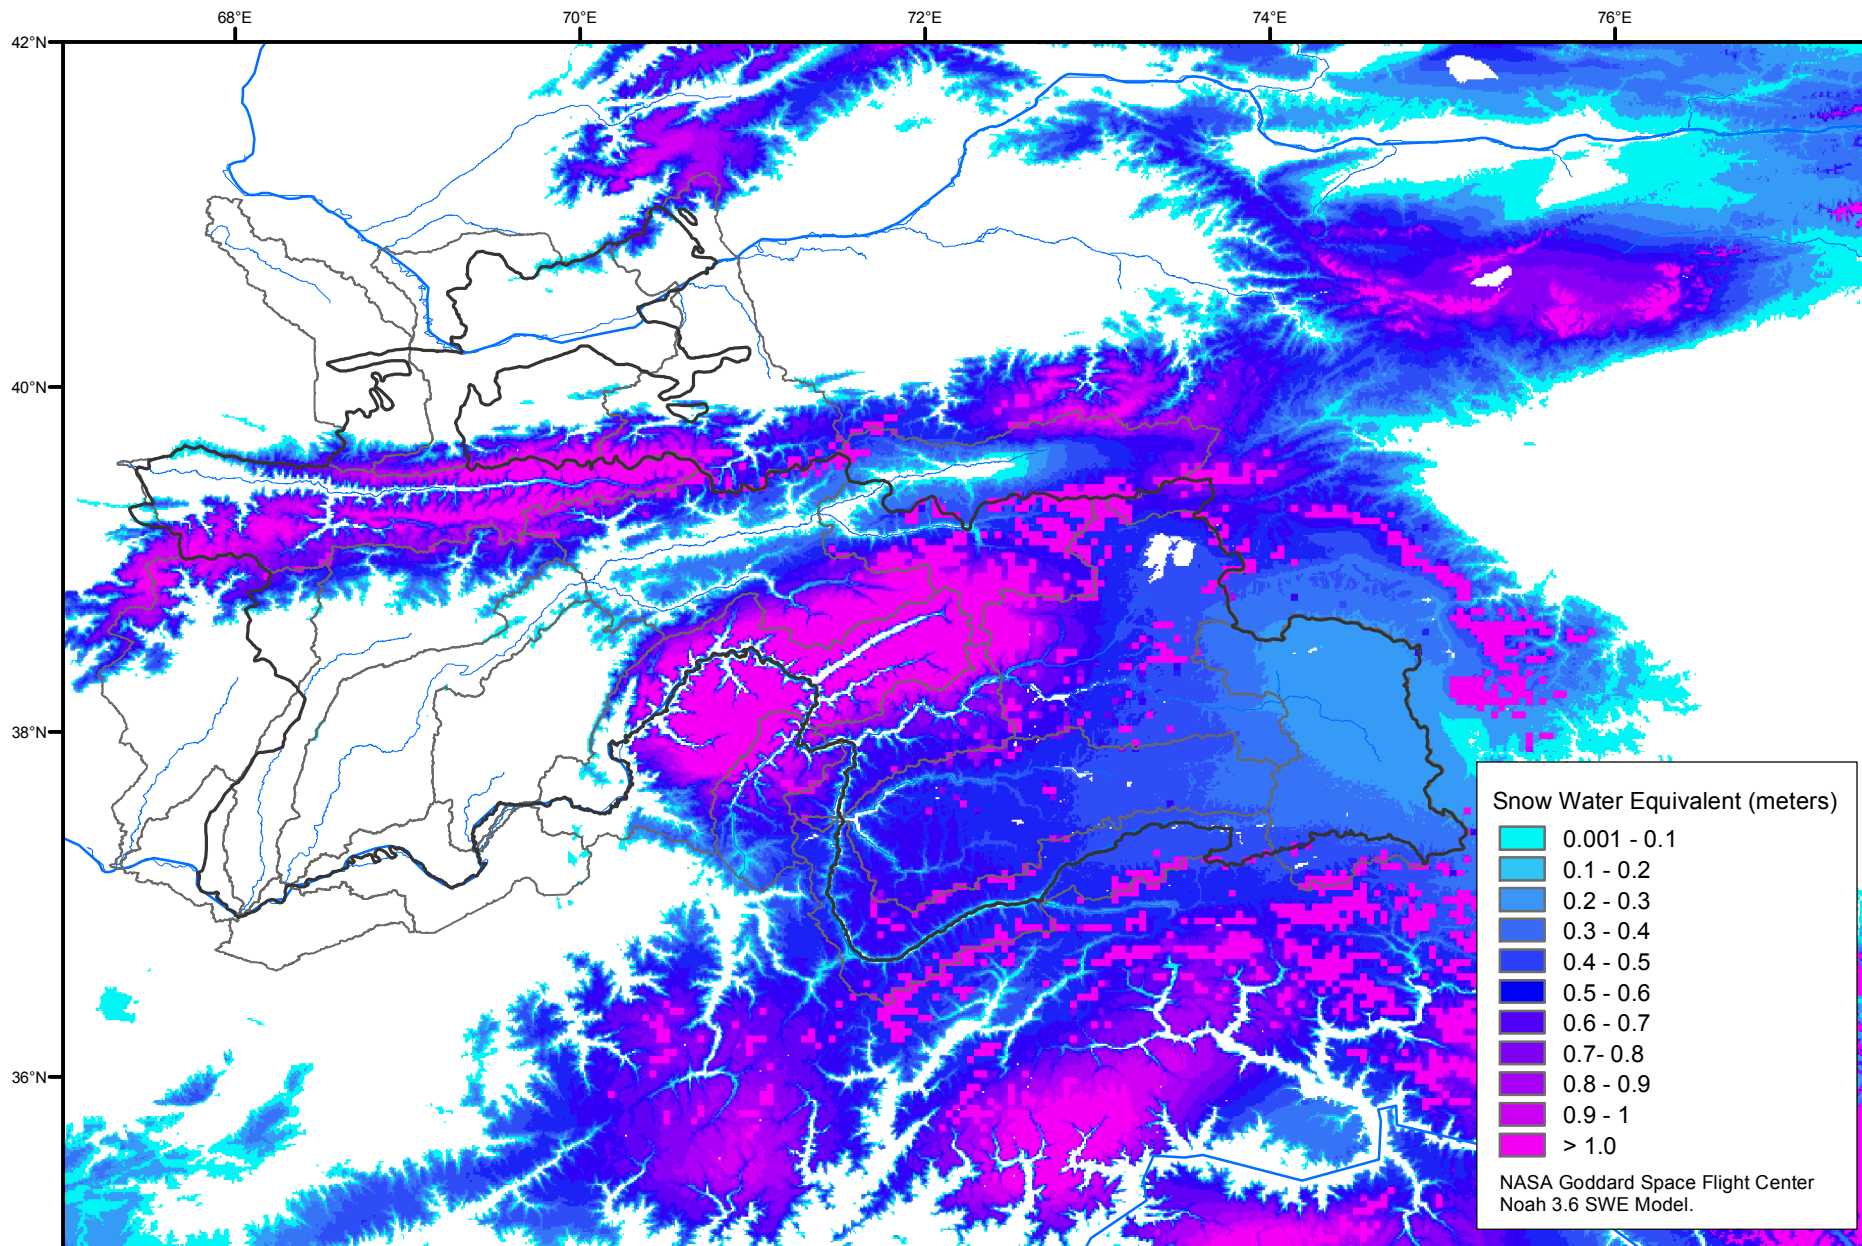 68°E 70°E 72°E 74°E 76°E
42°N
40°N
38°N
36°N
Snow Water Equivalent (meters)
0.001 - 0.1
0.1 - 0.2
0.2 - 0.3
0.3 - 0.4
0.4 - 0.5
0.5 - 0.6
0.6 - 0.7
0.7- 0.8
0.8 - 0.9
0.9 - 1
> 1.0
NASA Goddard Space Flight Center
Noah 3.6 SWE Model.